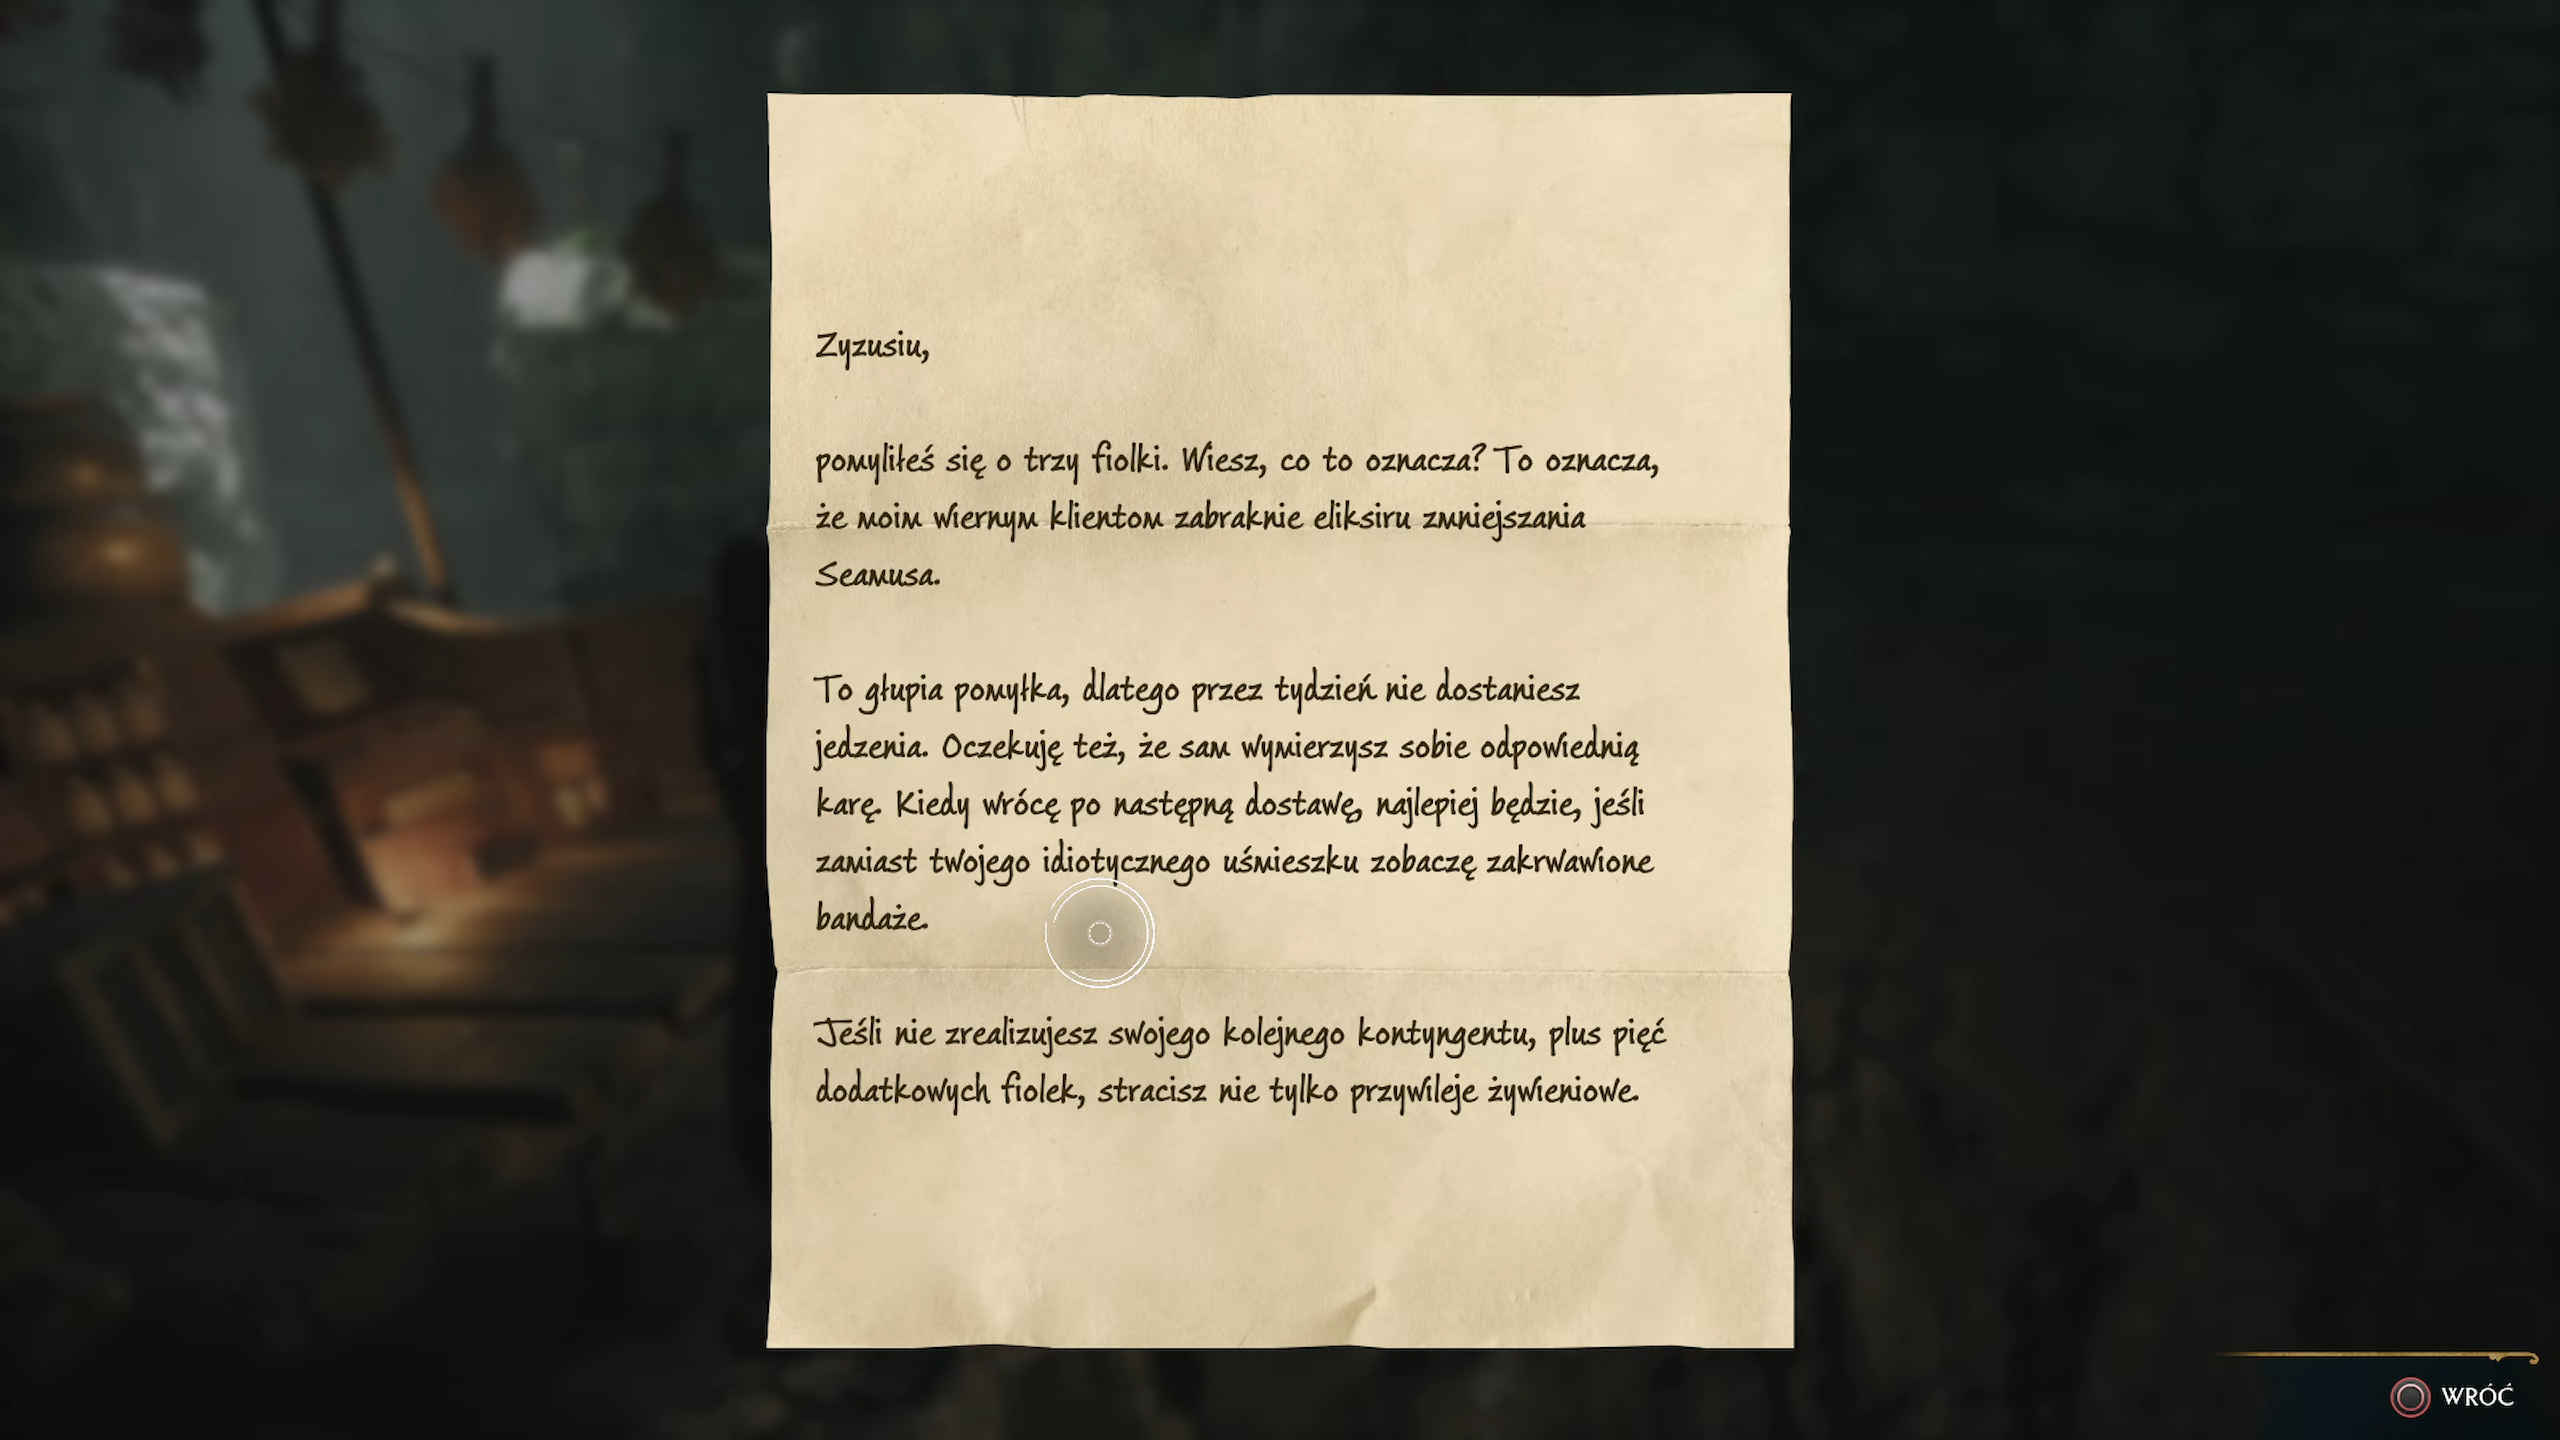 Zyzusiu,
pomyliłeś się o trzy fiolki. Wiesz, co to oznacza? To oznacza,
że moim wiernym klientom zabraknie eliksiru zmniejszania
Seamusa.
To głupia pomyłka, dlatego przez tydzień nie dostaniesz
jedzenia. Oczekuję też, że sam wymierzysz sobie odpowiednią
karę. Kiedy wrócę po następną dostawę, najlepiej będzie, jeśli
zamiast twojego idiotycznego uśmieszku zobaczę zakrwawione
bandaże.
Jeśli nie zrealizujesz swojego kolejnego kontyngentu, plus pięć
dodatkowych fiolek, stracisz nie tylko przywileje żywieniowe.
WRÓĆ